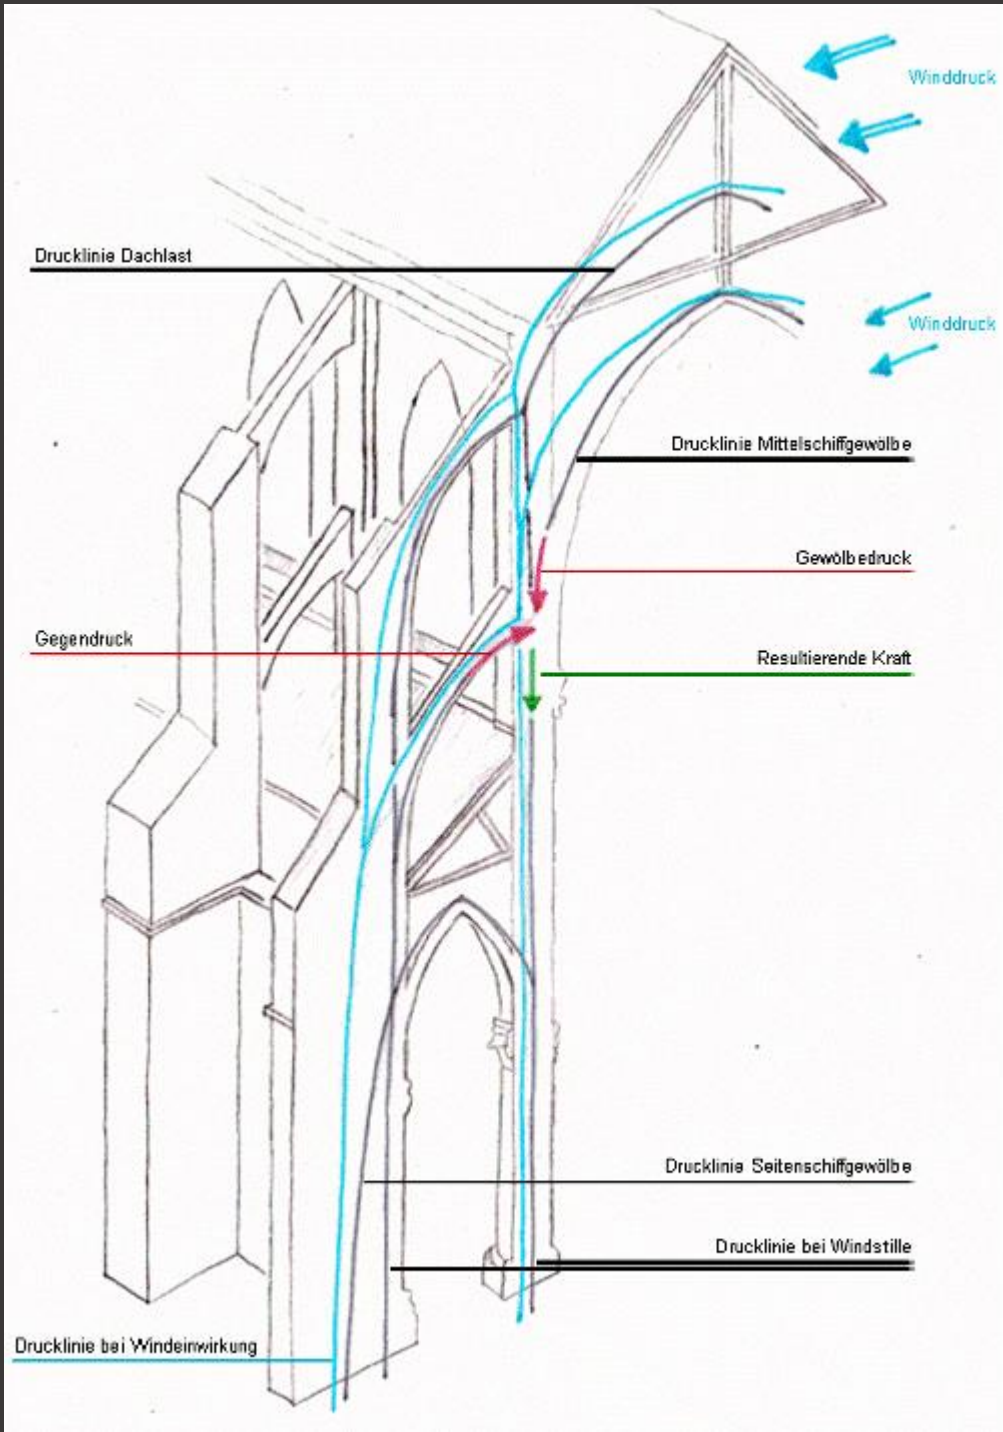 Winddruck
Drucklinie Dachlast
Winddruck
Drucklinie Mittelschiffgewölbe
Gewölbedruck
Gegendruck
Resultierende Kraft
Drucklinie Seitenschiffgewölbe
Drucklinie bei Windstille
Drucklinie bei Windeinwirkung